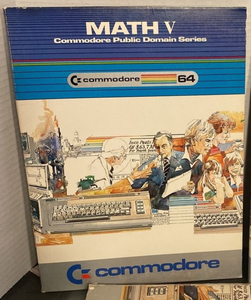 MATH V
Commodore Public Domain Series
commodore 64
commodore